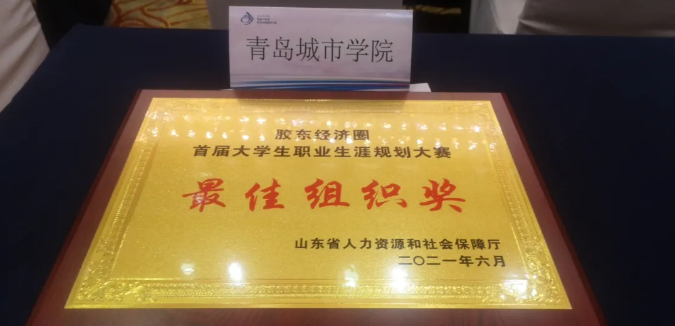 青岛城市学院
胶东经济圈
首届大学生职业生涯规划大赛
最佳组织奖
山东省人力资源和社会保障厅
二〇二一年六月